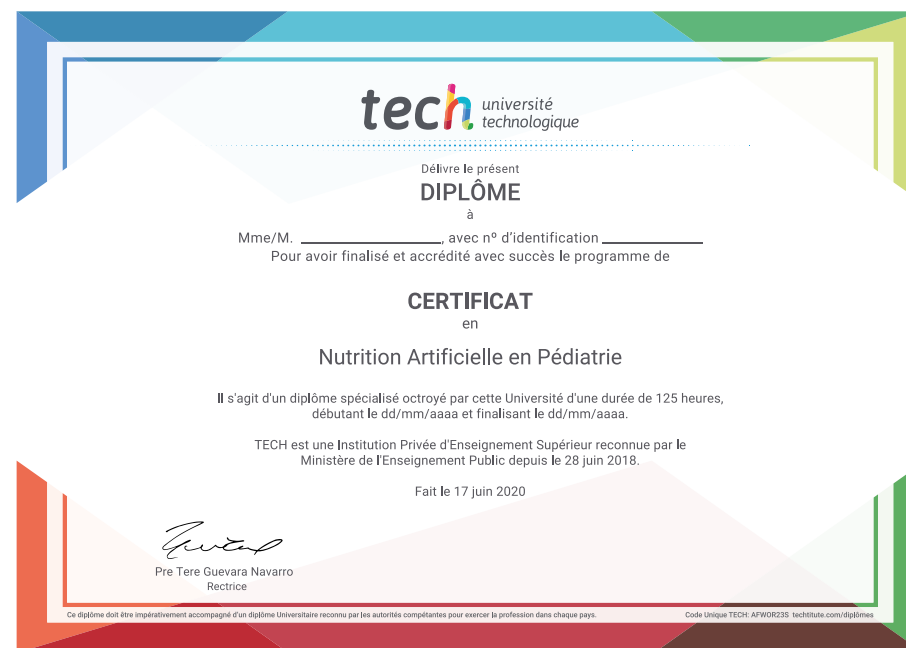 tech université
technologique
Délivre le présent
DIPLÔME
à
Mme/M. ____________________, avec nº d'identification ______________
Pour avoir finalisé et accrédité avec succès le programme de
CERTIFICAT
en
Nutrition Artificielle en Pédiatrie
Il s'agit d'un diplôme spécialisé octroyé par cette Université d'une durée de 125 heures,
débutant le dd/mm/aaaa et finalisant le dd/mm/aaaa.
TECH est une Institution Privée d'Enseignement Supérieur reconnue par le
Ministère de l'Enseignement Public depuis le 28 juin 2018.
Fait le 17 juin 2020
Pre Tere Guevara Navarro
Rectrice
Ce diplôme doit être impérativement accompagné d'un diplôme Universitaire reconnu par les autorités compétentes pour exercer la profession dans chaque pays.
Code Unique TECH: AFWOR23S techtitute.com/diplômes